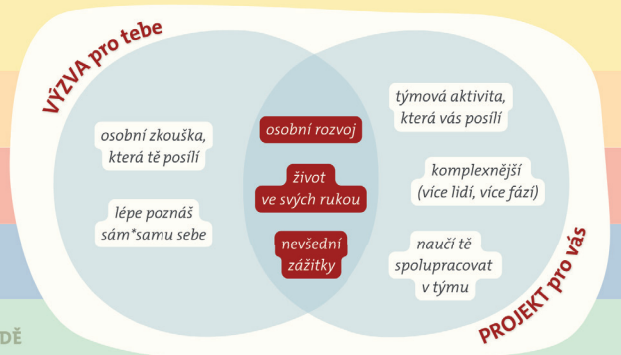 VÝZVA pro tebe
osobní zkouška,
která tě posílí
lépe poznáš
sám*samu sebe
osobní rozvoj
život
ve svých rukou
nevšední
zážitky
týmová aktivita,
která vás posílí
komplexnější
(více lidí, více fází)
naučí tě
spolupracovat
v týmu
PROJEKT pro vás
DĚ